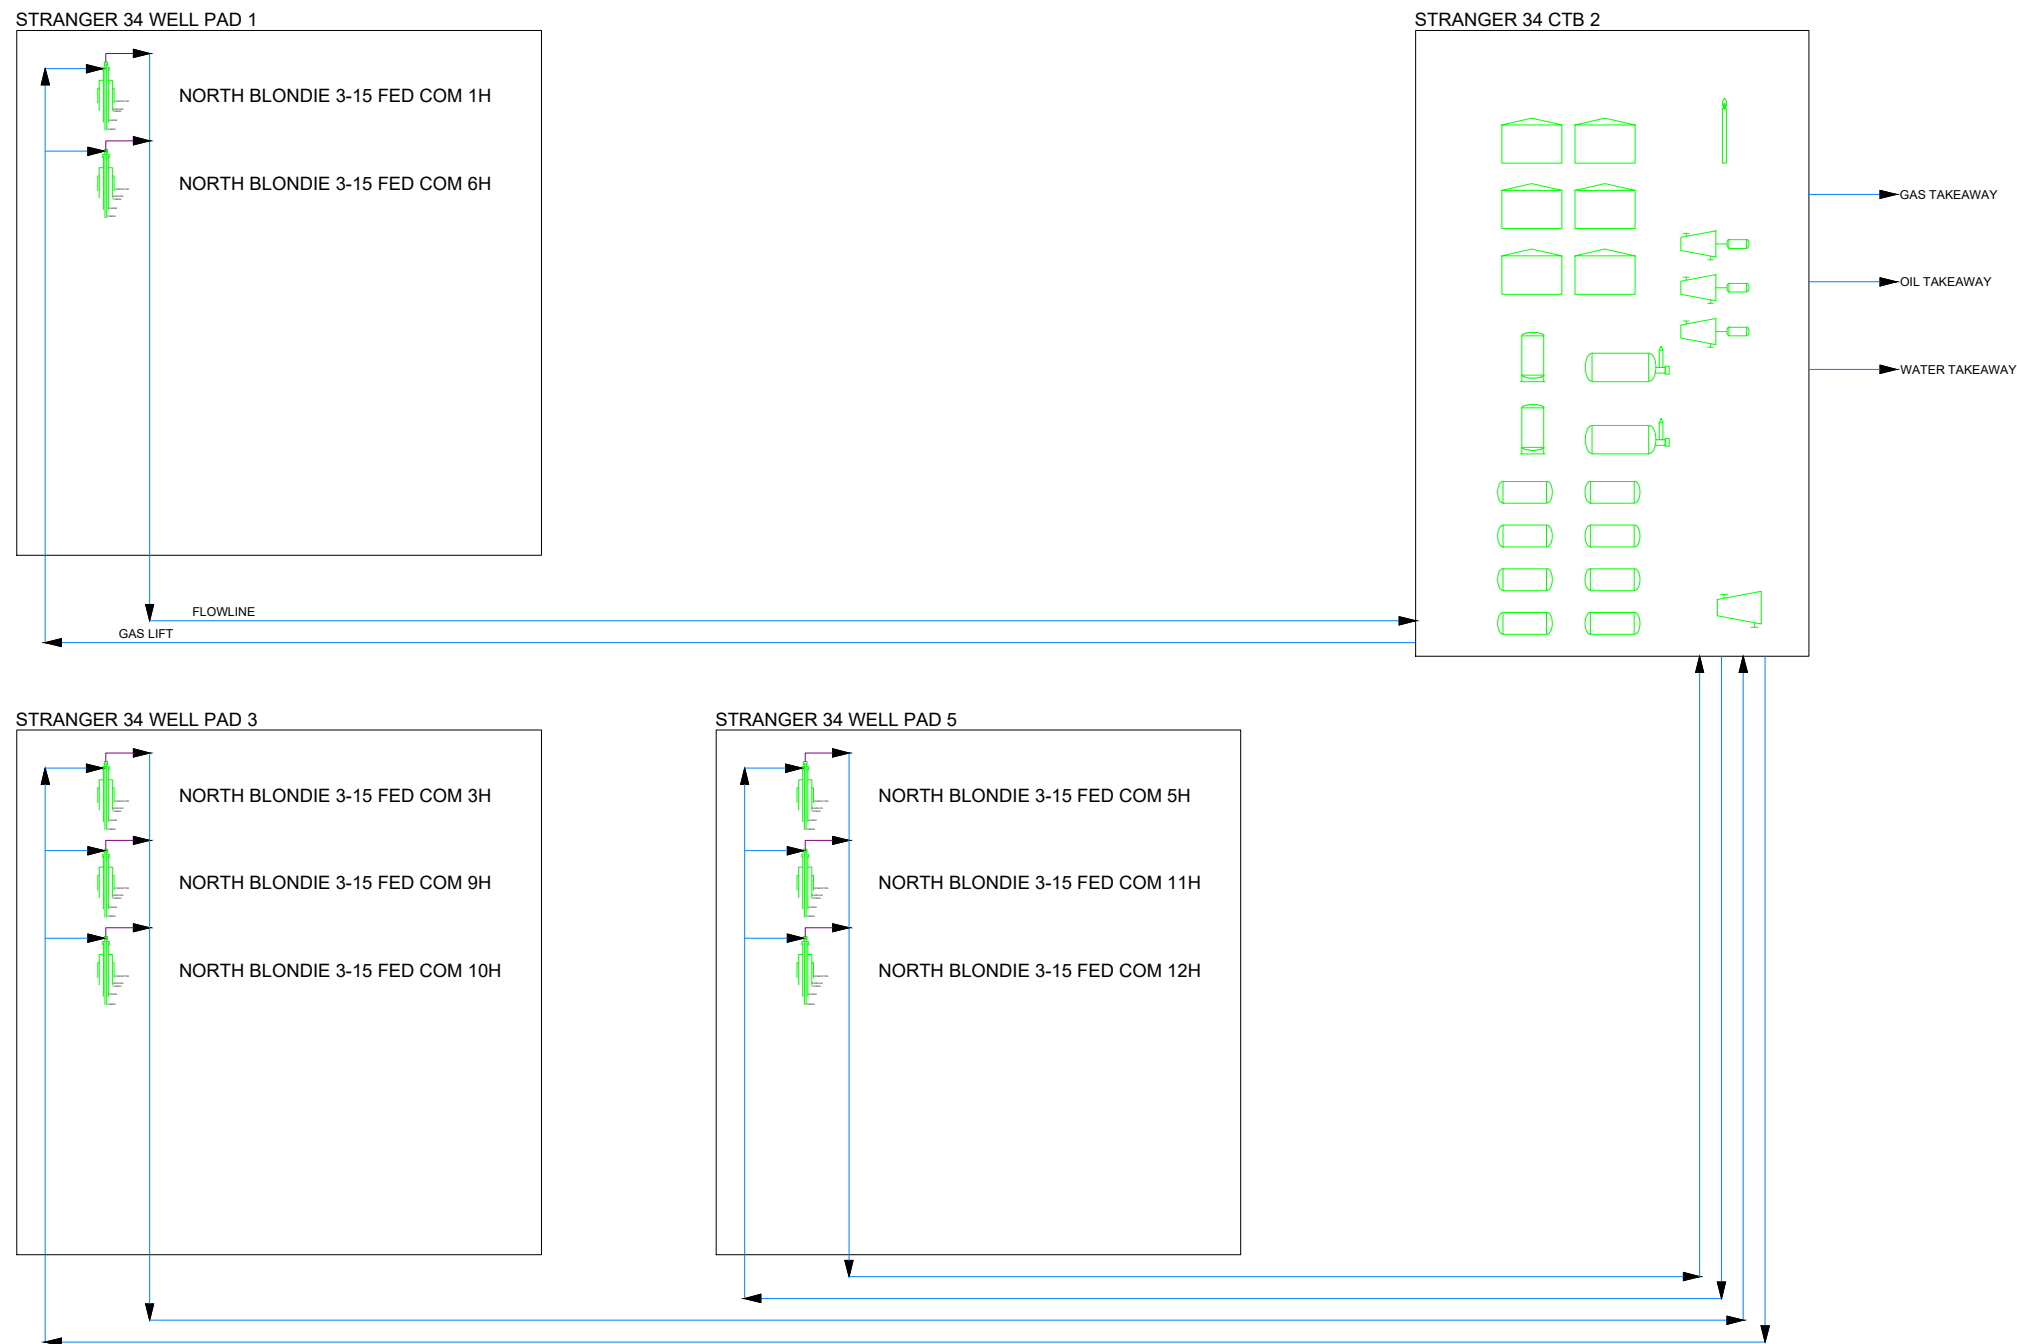 STRANGER 34 WELL PAD 1
NORTH BLONDIE 3-15 FED COM 1H
NORTH BLONDIE 3-15 FED COM 6H
FLOWLINE
GAS LIFT
STRANGER 34 CTB 2
GAS TAKEAWAY
OIL TAKEAWAY
WATER TAKEAWAY
STRANGER 34 WELL PAD 3
NORTH BLONDIE 3-15 FED COM 3H
NORTH BLONDIE 3-15 FED COM 9H
NORTH BLONDIE 3-15 FED COM 10H
STRANGER 34 WELL PAD 5
NORTH BLONDIE 3-15 FED COM 5H
NORTH BLONDIE 3-15 FED COM 11H
NORTH BLONDIE 3-15 FED COM 12H